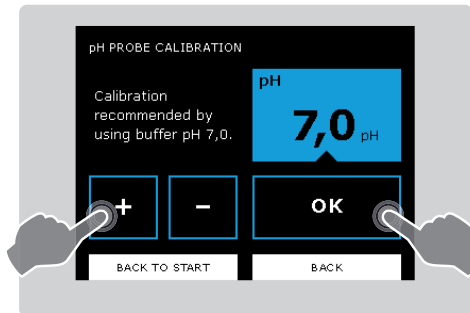 pH PROBE CALIBRATION
Calibration
recommended by
using buffer pH 7,0.
pH
7,0 pH
+ - OK
BACK TO START BACK